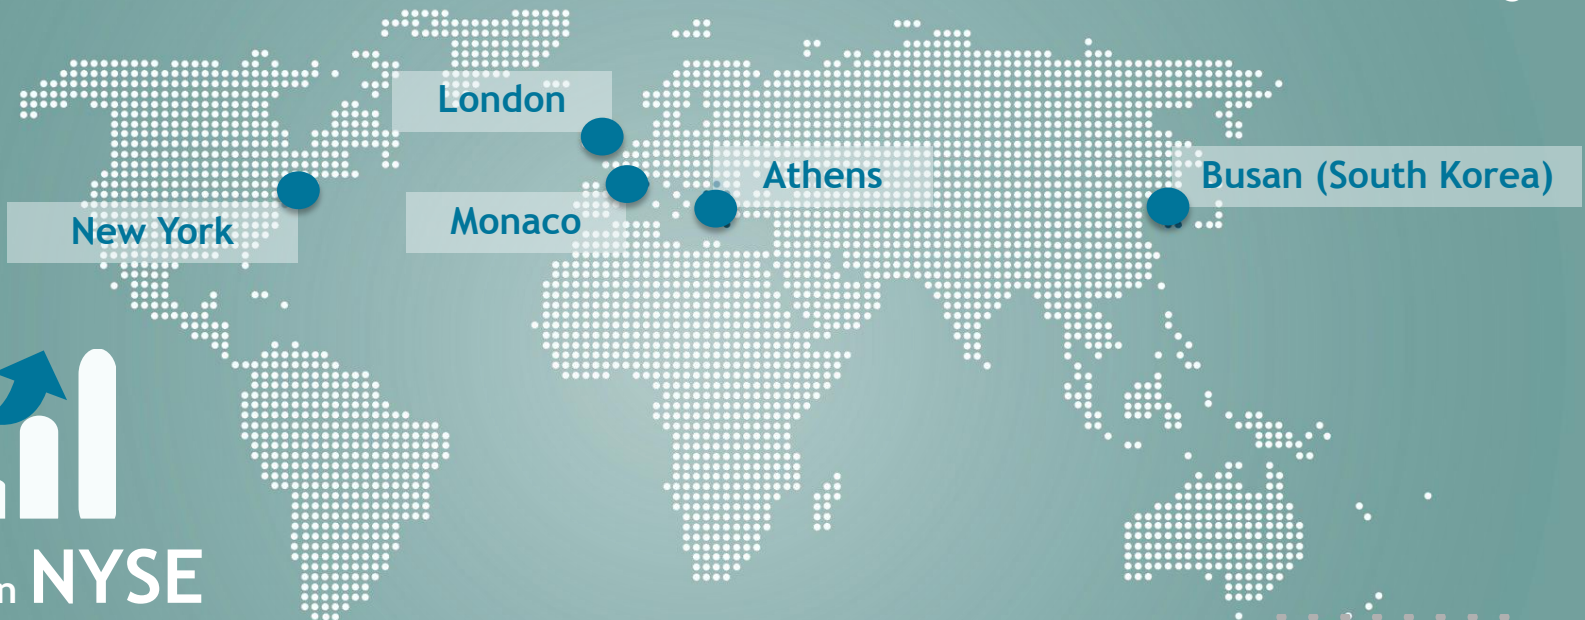 London
Athens
Busan (South Korea)
Monaco
New York
NYSE